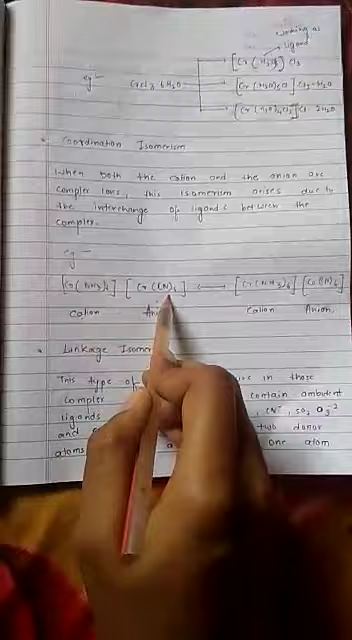 working as
ligand
[Cr(H2O)6] Cl3
eg- CrCl3.6H2O [Cr(H2O)5Cl] Cl2.H2O
[Cr(H2O)4Cl2] Cl.2H2O
Coordination Isomerism
When both the cation and the anion are
complex ions, this isomerism arises due to
the interchange of ligands between the
complex.
eg-
[Co(NH3)6] [Cr(CN)6] ⟷ [Cr(NH3)6] [Co(CN)6]
Cation Cation Anion
Linkage
This type of in those
complex contain ambident
ligands CN-, SO2 O3 2
and two donor
atoms one atom